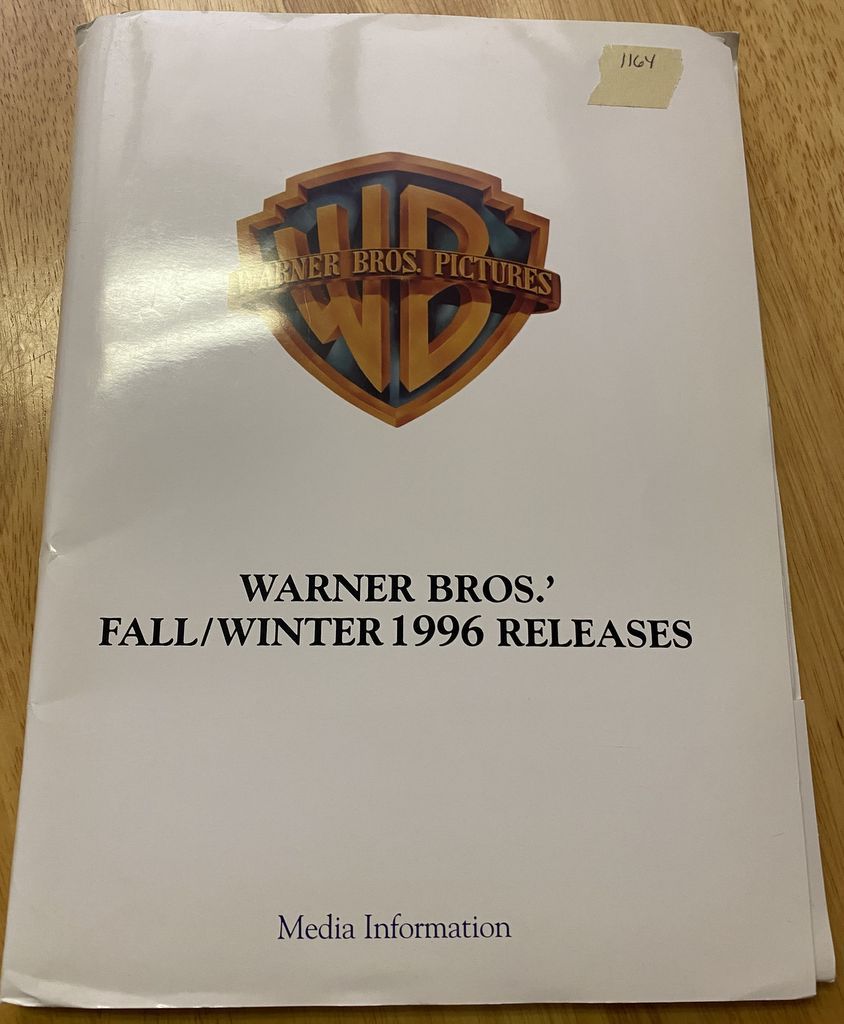 1164
WB
WARNER BROS. PICTURES
WARNER BROS.’
FALL/WINTER 1996 RELEASES
Media Information